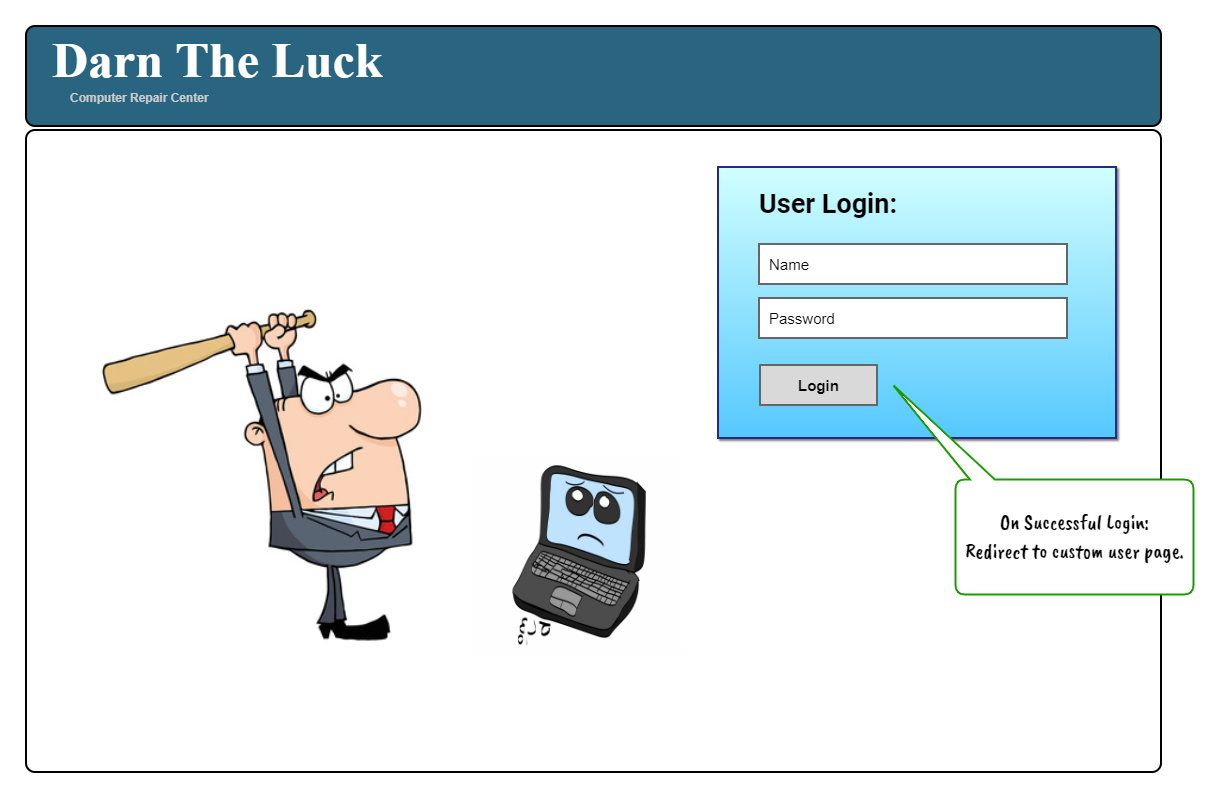 Darn The Luck
Computer Repair Center
User Login:
Name
Password
Login
On Successful Login:
Redirect to custom user page.